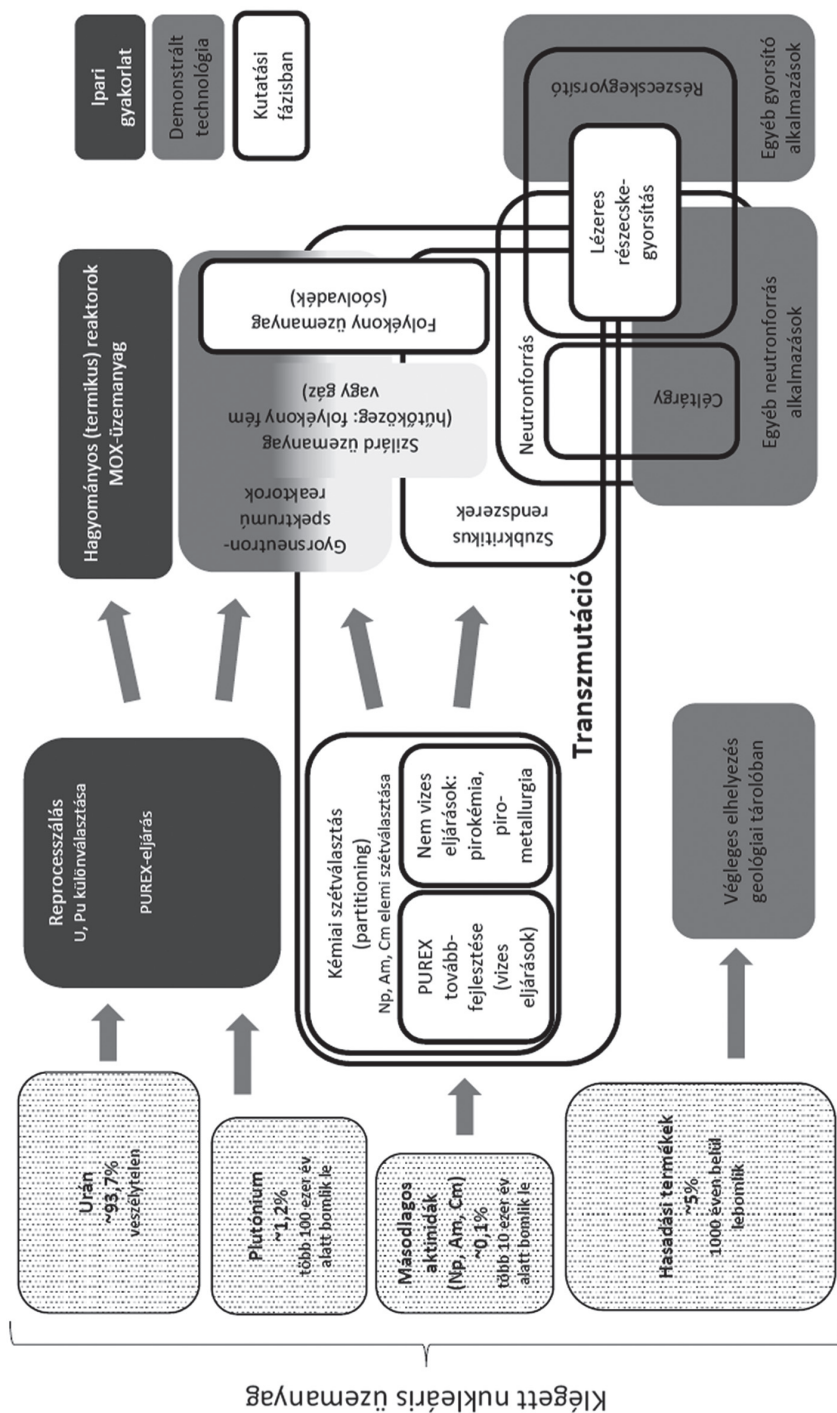 Klégett nukleáris üzemanyag
Urán
~93,7%
veszélytelen
Plutónium
~1,2%
több 100 ezer év
alatt bomlik le
Másodlagos
aktinidák
(Np, Am, Cm)
~0,1%
több 10 ezer év
alatt bomlik le
Hasadási termékek
~5%
1000 éven belül
lebomlik
Reprocesszálás
U, Pu különválasztása
PUREX-eljárás
Kémiai szétválasztás
(partitioning)
Np, Am, Cm elemi szétválasztása
PUREX
tovább-
fejlesztése
(vizes
eljárások)
Nem vizes
eljárások:
pirokémia,
piro-
metallurgia
Transzmutáció
Végleges elhelyezés
geológiai tárolóban
Hagyományos (termikus) reaktorok
MOX-üzemanyag
Gyorsneutron-
spektrumú
reaktorok
Szilárd üzemanyag
(hűtőközeg: folyékony fém
vagy gáz)
Folyékony üzemanyag
(sóolvadék)
Szubkritikus
rendszerek
Neutronforrás
Céltárgy
Egyéb neutronforrás
alkalmazások
Lézeres
részecske-
gyorsítás
Részecskegyorsító
Egyéb gyorsító
alkalmazások
Ipari
gyakorlat
Demonstrált
technológia
Kutatási
fázisban